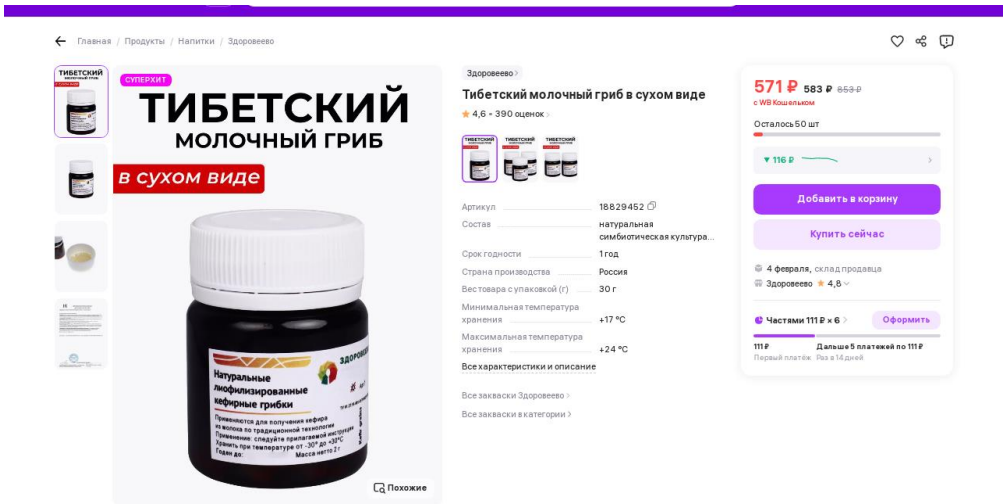 Главная / Продукты / Напитки / Здоровеево
ТИБЕТСКИЙ
МОЛОЧНЫЙ ГРИБ
СУПЕРХИТ
ТИБЕТСКИЙ
МОЛОЧНЫЙ ГРИБ
в сухом виде
ЗДОРОВЕЕВО
Натуральные
лиофилизированные
кефирные грибки
Применяются для получения кефира
из молока по традиционной технологии
Применение: следуйте прилагаемой инструкции
Хранить при температуре от -30° до +30°С
Годен до: Масса нетто 2 г
Похожие
Здоровеево
Тибетский молочный гриб в сухом виде
4,6 • 390 оценок
ТИБЕТСКИЙ ТИБЕТСКИЙ ТИБЕТСКИЙ
Артикул 18829452
Состав натуральная
симбиотическая культура...
Срок годности 1 год
Страна производства Россия
Вес товара с упаковкой (г) 30 г
Минимальная температура
хранения +17 °C
Максимальная температура
хранения +24 °C
Все характеристики и описание
Все закваски Здоровеево
Все закваски в категории
571 ₽ 583 ₽ 853 ₽
с WB Кошельком
Осталось 50 шт
116 ₽
Добавить в корзину
Купить сейчас
4 февраля, склад продавца
Здоровеево 4,8
Частями 111 ₽ × 6 Оформить
111 ₽ Дальше 5 платежей по 111 ₽
Первый платёж Раз в 14 дней